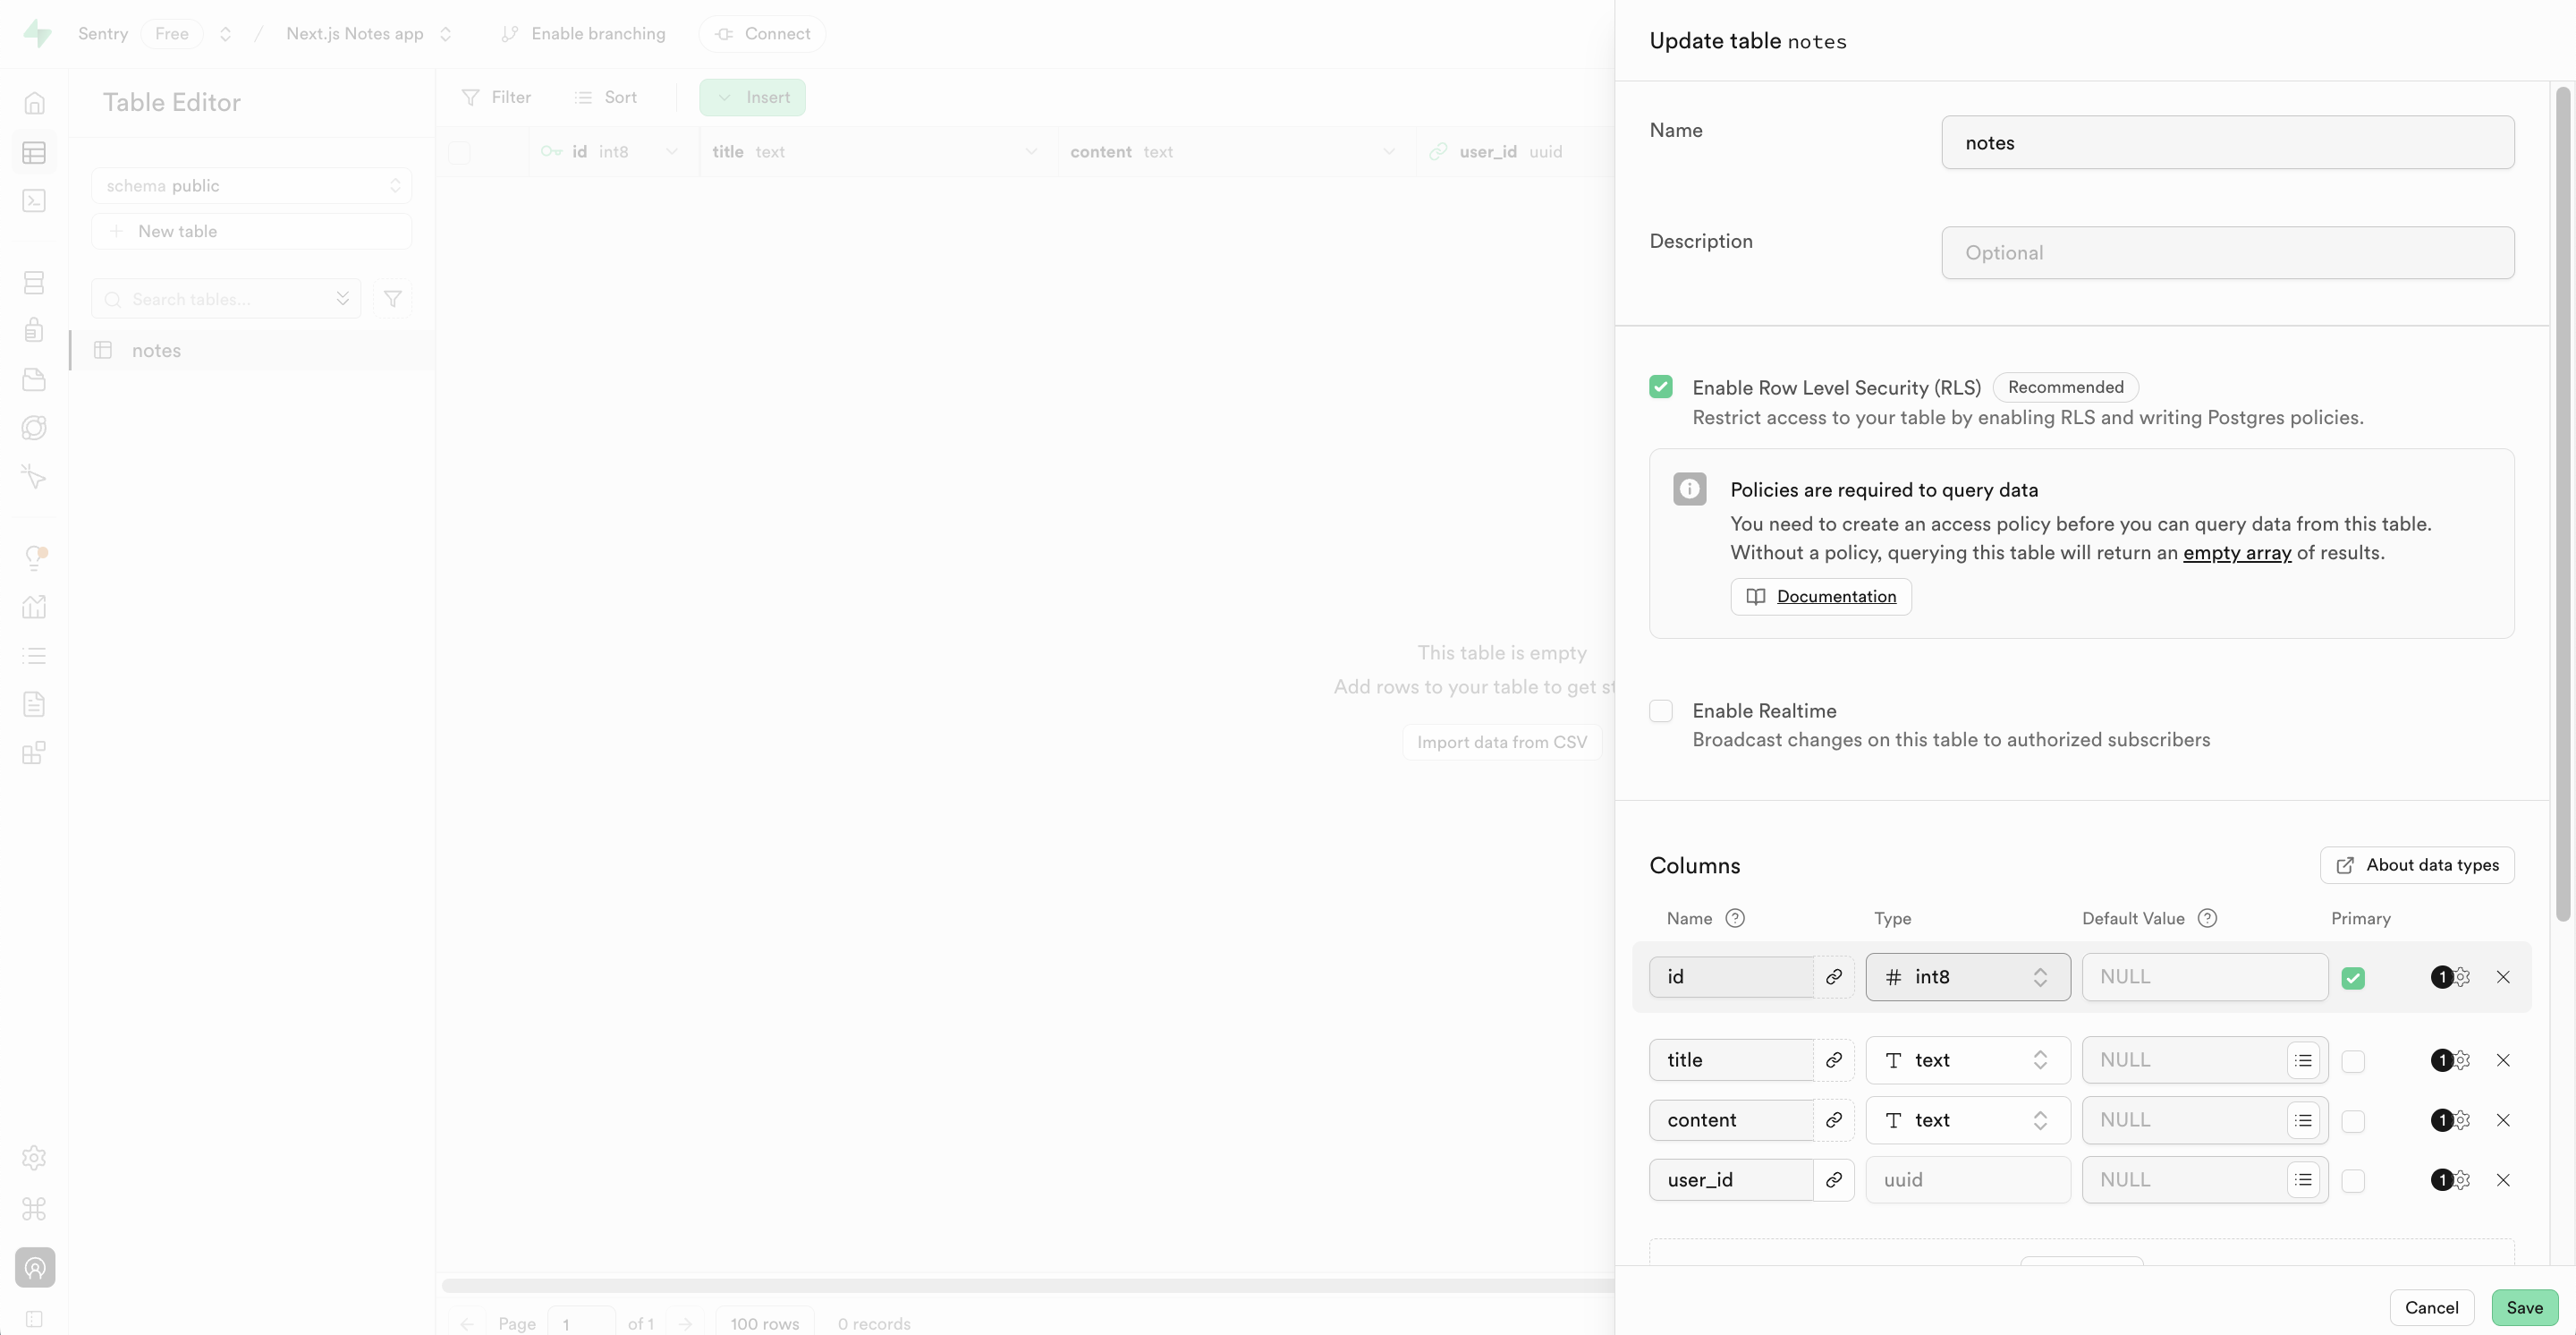 Sentry Free / Next.js Notes app Enable branching Connect
Table Editor
schema public
New table
Search tables...
notes
Filter Sort Insert
id int8 title text content text user_id uuid
This table is empty
Add rows to your table to get st
Import data from CSV
Page 1 of 1 100 rows 0 records
Update table notes
Name notes
Description Optional
Enable Row Level Security (RLS) Recommended
Restrict access to your table by enabling RLS and writing Postgres policies.
Policies are required to query data
You need to create an access policy before you can query data from this table.
Without a policy, querying this table will return an empty array of results.
Documentation
Enable Realtime
Broadcast changes on this table to authorized subscribers
Columns About data types
Name Type Default Value Primary
id int8 NULL 1
title text NULL 1
content text NULL 1
user_id uuid NULL 1
Cancel Save